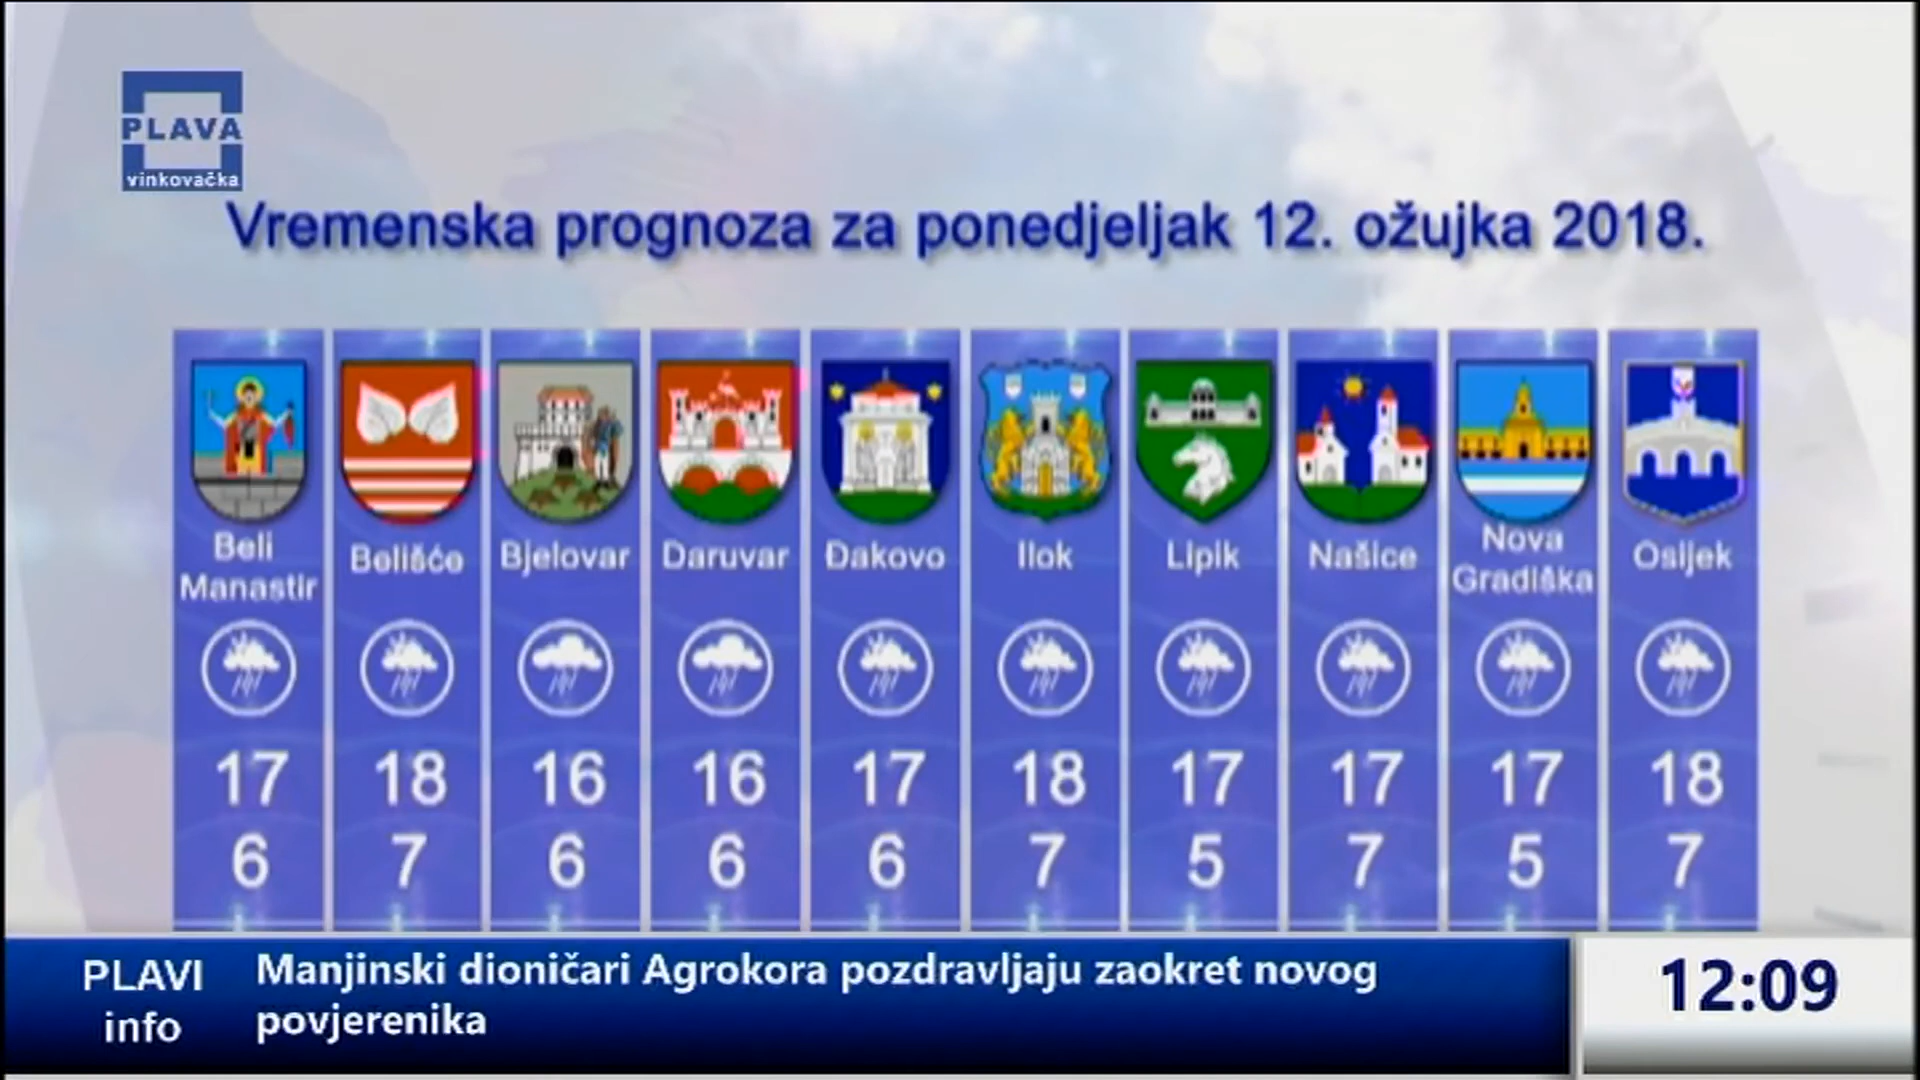 PLAVA
vinkovačka
Vremenska prognoza za ponedjeljak 12. ožujka 2018.
Beli
Manastir
Belišće
Bjelovar
Daruvar
Đakovo
Ilok
Lipik
Našice
Nova
Gradiška
Osijek
17 18 16 16 17 18 17 17 17 18
6 7 6 6 6 7 5 7 5 7
PLAVI
info
Manjinski dioničari Agrokora pozdravljaju zaokret novog
povjerenika
12:09